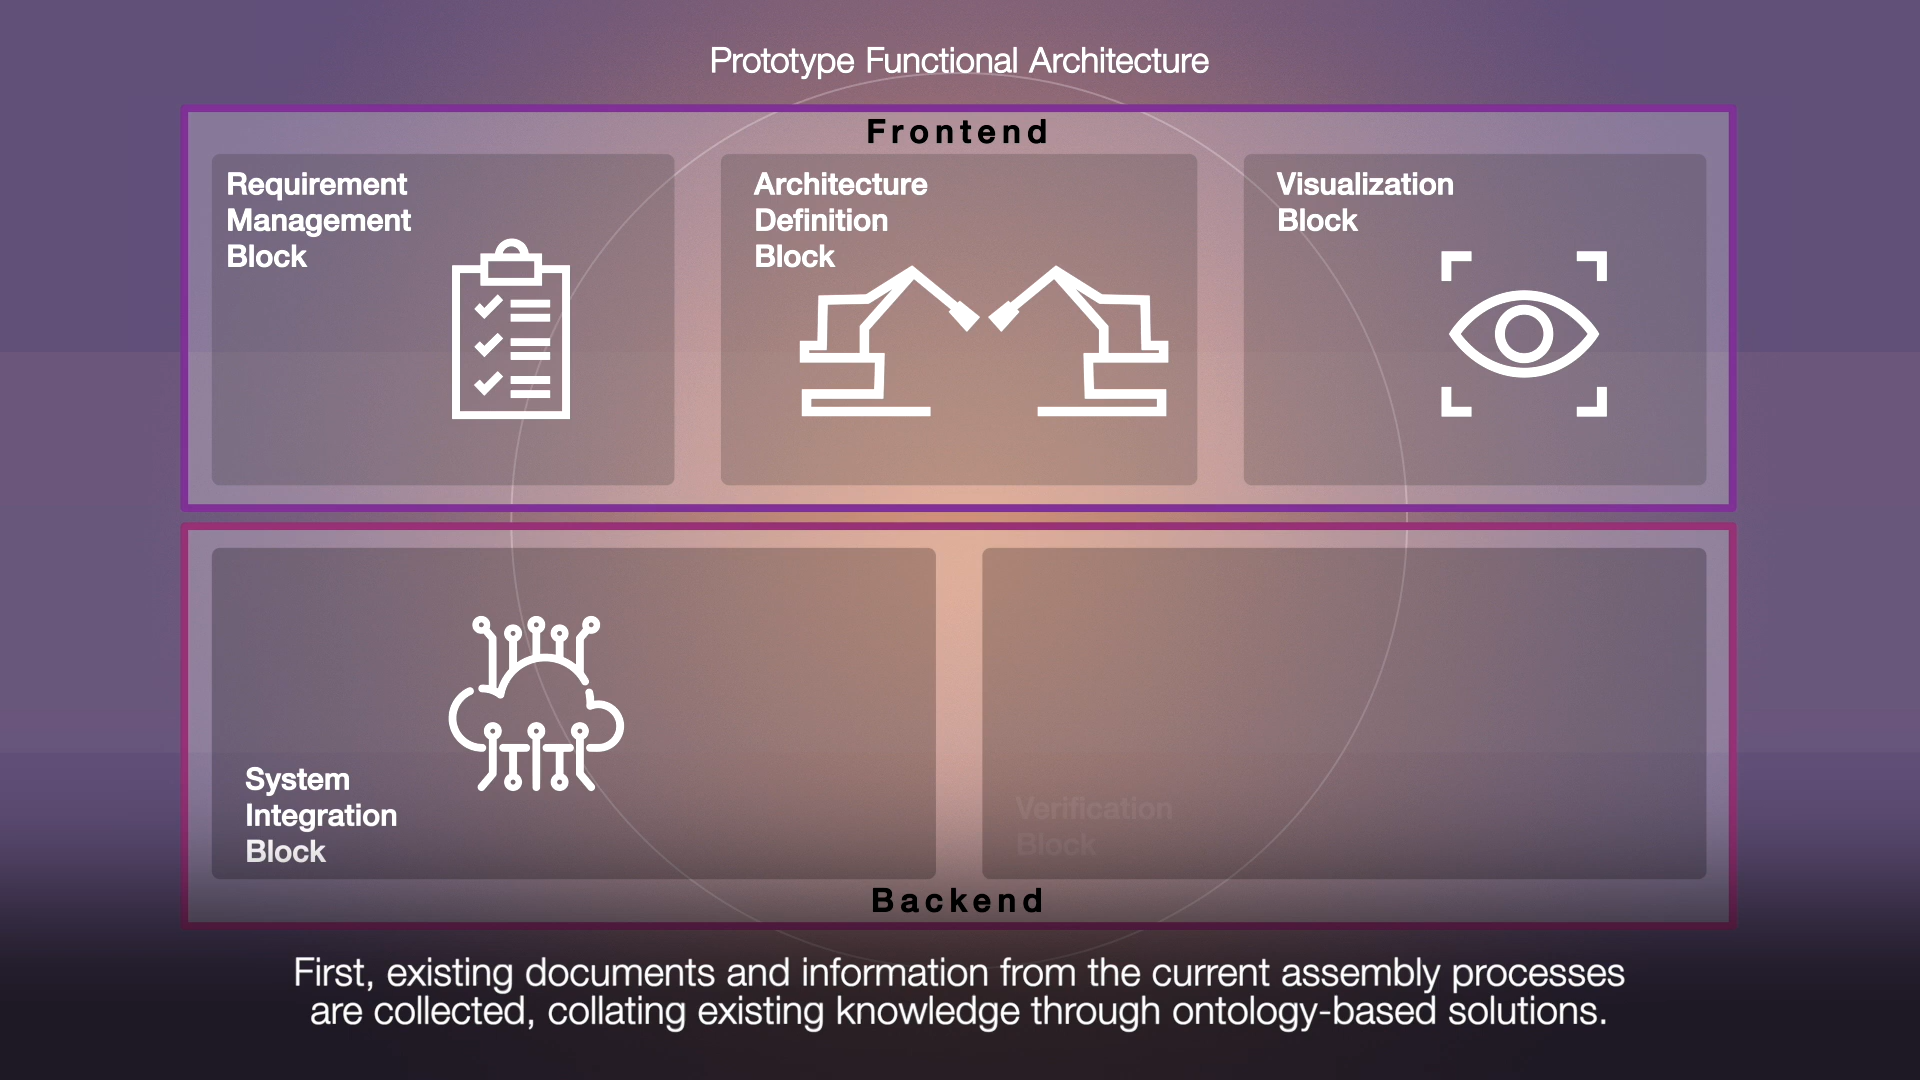 Prototype Functional Architecture
Frontend
Requirement
Management
Block
Architecture
Definition
Block
Visualization
Block
System
Integration
Block
Verification
Block
Backend
First, existing documents and information from the current assembly processes
are collected, collating existing knowledge through ontology-based solutions.